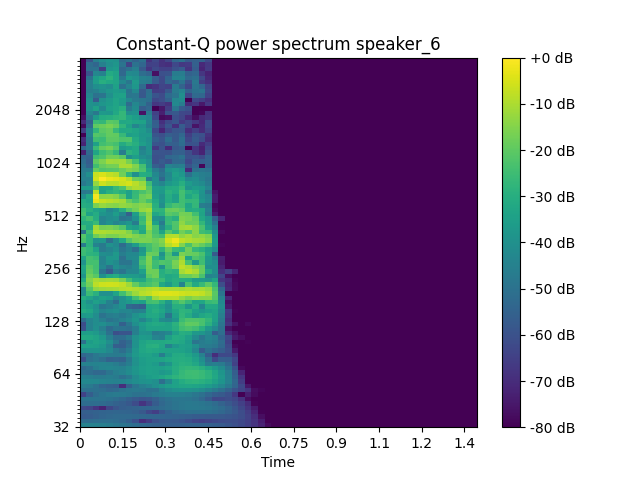 Constant-Q power spectrum speaker_6
Hz
2048
1024
512
256
128
64
32
0 0.15 0.3 0.45 0.6 0.75 0.9 1.1 1.2 1.4
Time
+0 dB
-10 dB
-20 dB
-30 dB
-40 dB
-50 dB
-60 dB
-70 dB
-80 dB